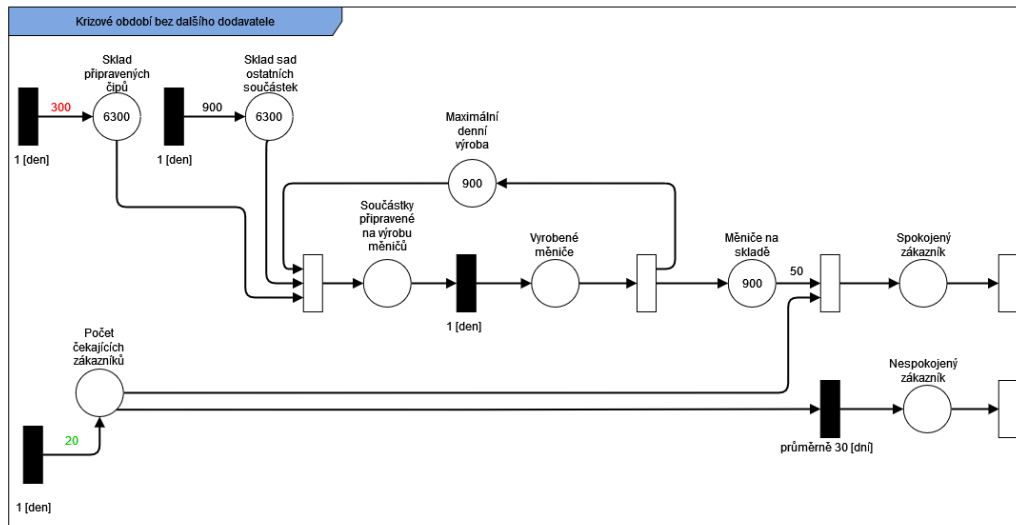 Krizové období bez dalšího dodavatele
Sklad
připravených
čipů
Sklad sad
ostatních
součástek
300
6300
900
6300
1 [den]
1 [den]
Maximální
denní
výroba
900
Součástky
připravené
na výrobu
měničů
Vyrobené
měniče
Měniče na
skladě
900
50
Spokojený
zákazník
1 [den]
Počet
čekajících
zákazníků
Nespokojený
zákazník
20
průměrně 30 [dní]
1 [den]